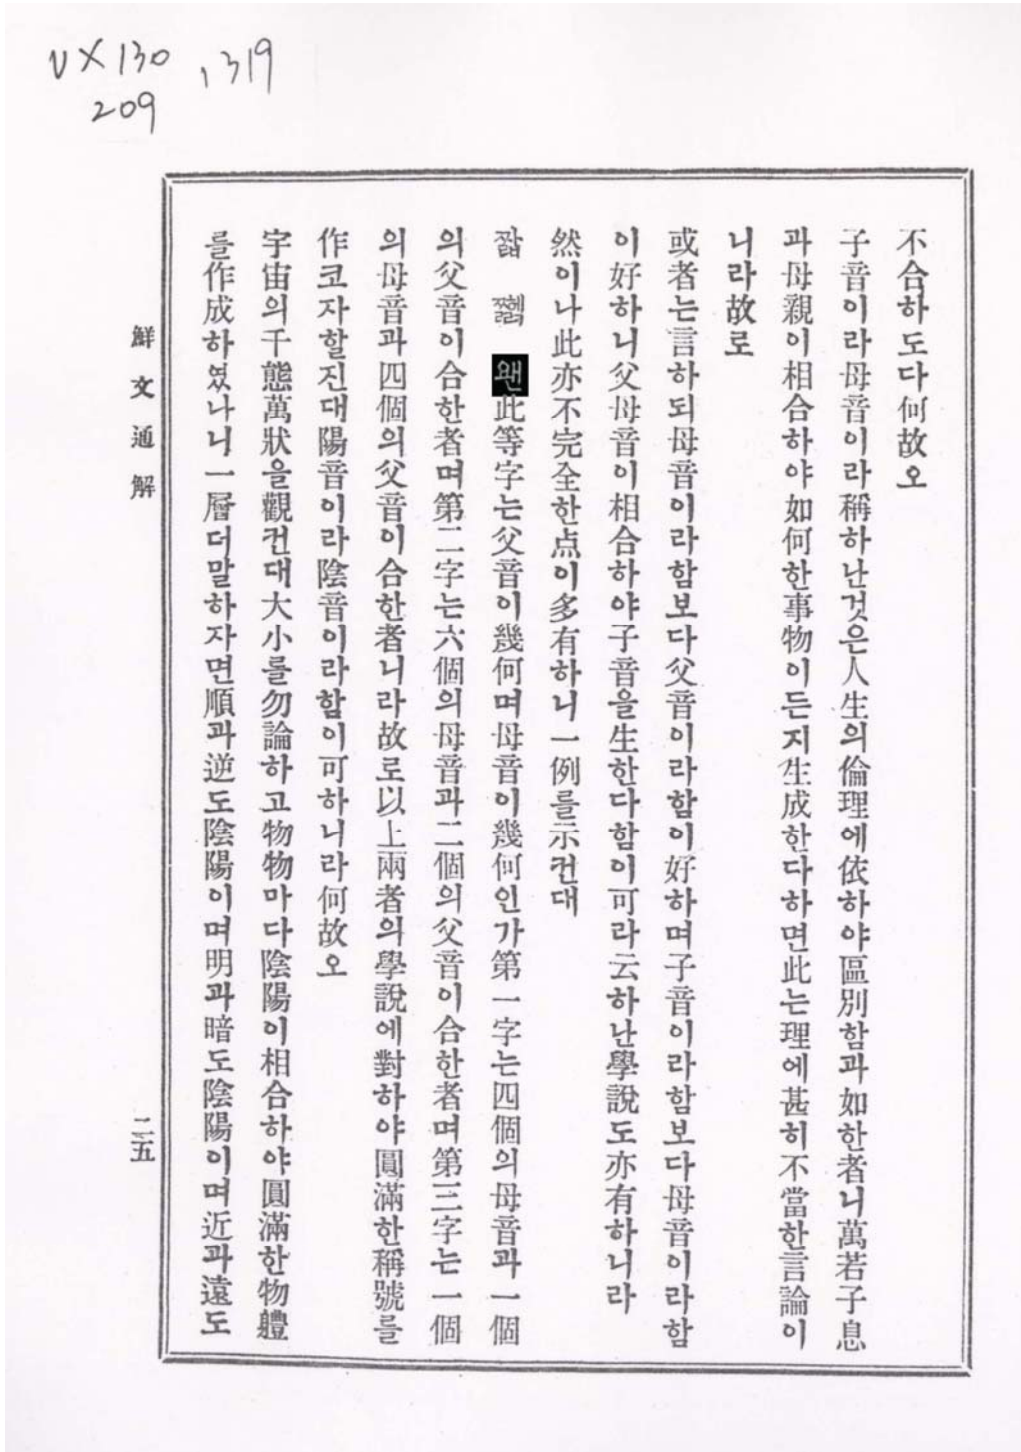 VX130 , 1319
209
不合하도다何故오
子音이라母音이라稱하난것은人生의倫理에依하야區別함과如한者니萬若子息
과母親이相合하야如何한事物이든지生成한다하면此는理에甚히不當한言論이
니라故로
或者는言하되母音이라함보다父音이라함이好하며子音이라함보다母音이라함
이好하니父母音이相合하야子音을生한다함이可라云하난學說도亦有하니라
然이나此亦不完全한点이多有하니一例를示컨대
짧 此等字는父音이幾何며母音이幾何인가第一字는四個의母音과一個
의父音이合한者며第二字는六個의母音과二個의父音이合한者며第三字는一個
의母音과四個의父音이合한者니라故로以上兩者의學說에對하야圓滿한稱號를
作코자할진대陽音이라陰音이라함이可하니라何故오
宇宙의千態萬狀을觀컨대大小를勿論하고物物마다陰陽이相合하야圓滿한物軆
를作成하엿나니一層더말하자면順과逆도陰陽이며明과暗도陰陽이며近과遠도
鮮文通解
二五